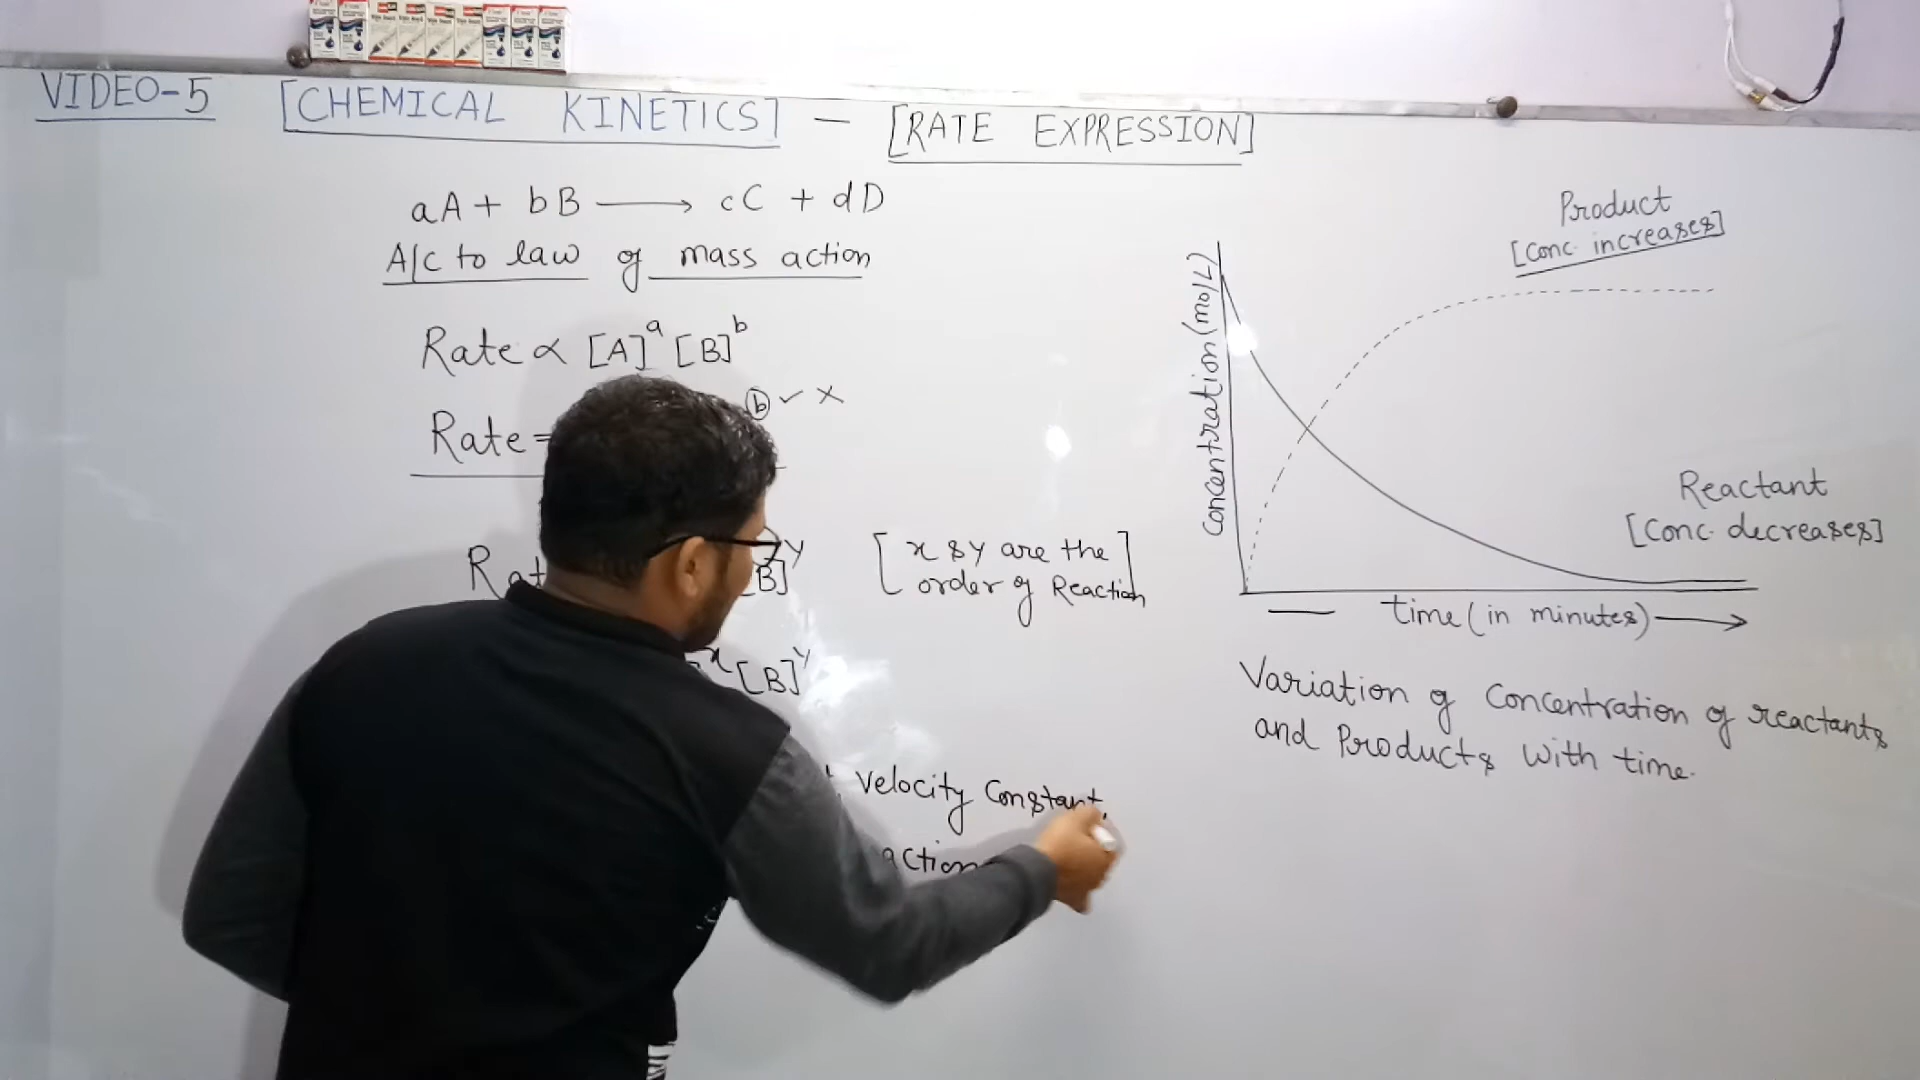 VIDEO-5 [CHEMICAL KINETICS] — [RATE EXPRESSION]
aA + bB ⟶ cC + dD
A/c to law of mass action
Rate ∝ [A]ᵃ [B]ᵇ
Rate =
b ✓ ×
[B]ʸ
[x & y are the
order of Reaction]
x [B]ʸ
Velocity Constant,
Product
[Conc. increases]
Concentration (mol/L)
Reactant
[Conc. decreases]
time (in minutes) ⟶
Variation of Concentration of reactants
and Products with time.